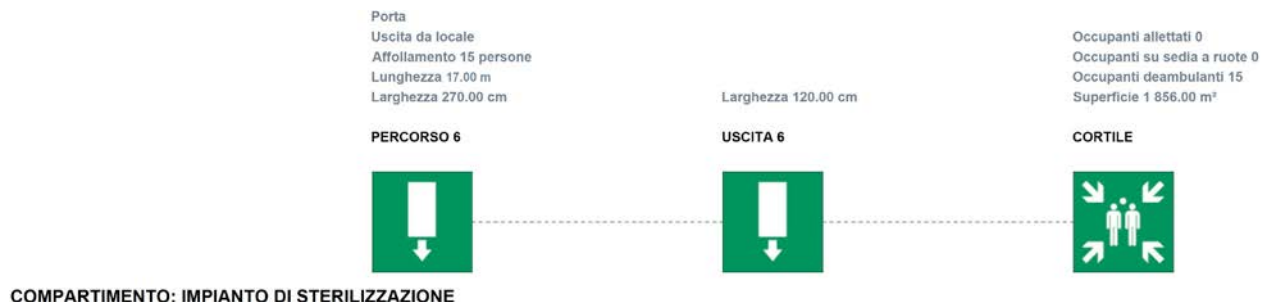 Porta
Uscita da locale
Affollamento 15 persone
Lunghezza 17.00 m
Larghezza 270.00 cm
PERCORSO 6
Larghezza 120.00 cm
USCITA 6
Occupanti allettati 0
Occupanti su sedia a ruote 0
Occupanti deambulanti 15
Superficie 1 856.00 m²
CORTILE
COMPARTIMENTO: IMPIANTO DI STERILIZZAZIONE